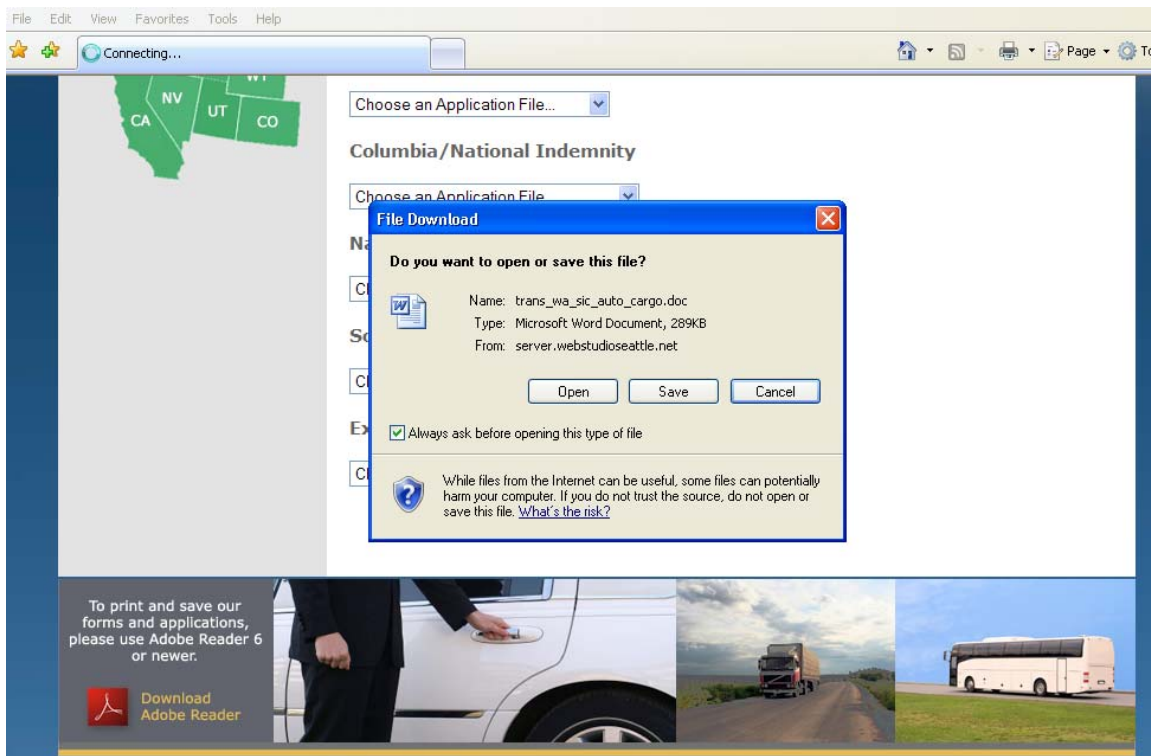 File Edit View Favorites Tools Help
Connecting...
Page
WY
NV
UT
CA
CO
Choose an Application File...
Columbia/National Indemnity
Choose an Application File
File Download
Do you want to open or save this file?
Name: trans_wa_sic_auto_cargo.doc
Type: Microsoft Word Document, 289KB
From: server.webstudioseattle.net
Open Save Cancel
Always ask before opening this type of file
While files from the Internet can be useful, some files can potentially
harm your computer. If you do not trust the source, do not open or
save this file. What's the risk?
To print and save our
forms and applications,
please use Adobe Reader 6
or newer.
Download
Adobe Reader